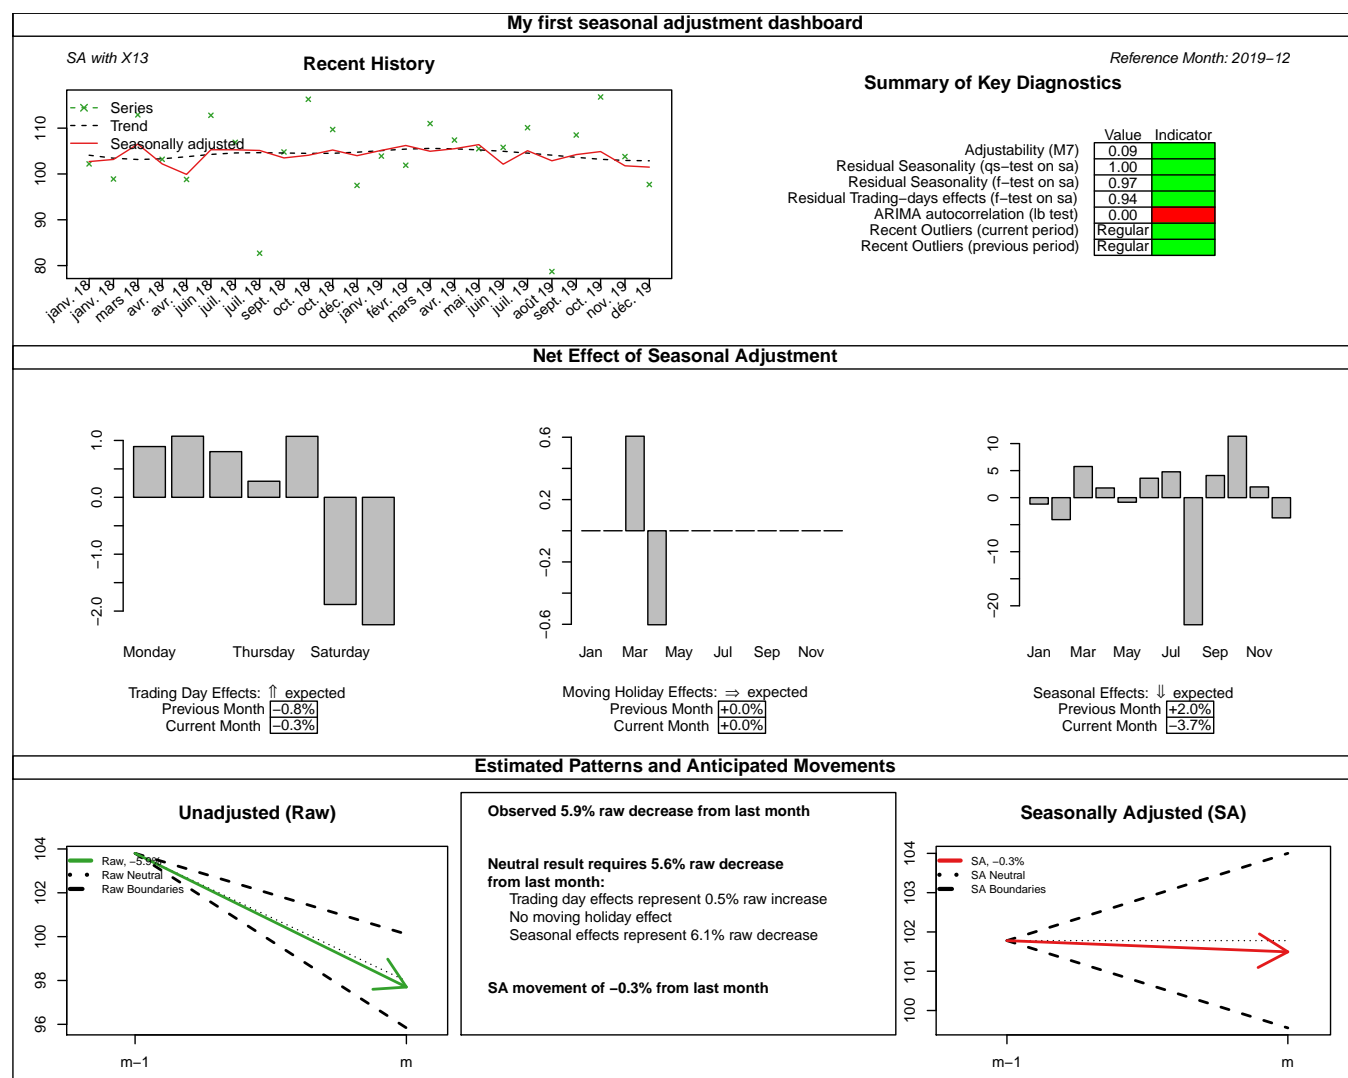 My first seasonal adjustment dashboard
SA with X13
Reference Month: 2019−12
Recent History
Series
Trend
Seasonally adjusted
110
100
90
80
janv. 18
janv. 18
mars 18
avr. 18
avr. 18
juin 18
juil. 18
juil. 18
sept. 18
oct. 18
oct. 18
déc. 18
janv. 19
févr. 19
mars 19
avr. 19
mai 19
juin 19
juil. 19
août 19
sept. 19
oct. 19
nov. 19
déc. 19
Summary of Key Diagnostics
Value Indicator
Adjustability (M7) 0.09
Residual Seasonality (qs−test on sa) 1.00
Residual Seasonality (f−test on sa) 0.97
Residual Trading−days effects (f−test on sa) 0.94
ARIMA autocorrelation (lb test) 0.00
Recent Outliers (current period) Regular
Recent Outliers (previous period) Regular
Net Effect of Seasonal Adjustment
1.0
0.0
−1.0
−2.0
Monday Thursday Saturday
Trading Day Effects: ⇑ expected
Previous Month −0.8%
Current Month −0.3%
0.6
0.2
−0.2
−0.6
Jan Mar May Jul Sep Nov
Moving Holiday Effects: ⇒ expected
Previous Month +0.0%
Current Month +0.0%
10
5
0
−10
−20
Jan Mar May Jul Sep Nov
Seasonal Effects: ⇓ expected
Previous Month +2.0%
Current Month −3.7%
Estimated Patterns and Anticipated Movements
Unadjusted (Raw)
Raw, −5.9%
Raw Neutral
Raw Boundaries
104
102
100
98
96
m−1 m
Observed 5.9% raw decrease from last month
Neutral result requires 5.6% raw decrease
from last month:
Trading day effects represent 0.5% raw increase
No moving holiday effect
Seasonal effects represent 6.1% raw decrease
SA movement of −0.3% from last month
Seasonally Adjusted (SA)
SA, −0.3%
SA Neutral
SA Boundaries
104
103
102
101
100
m−1 m